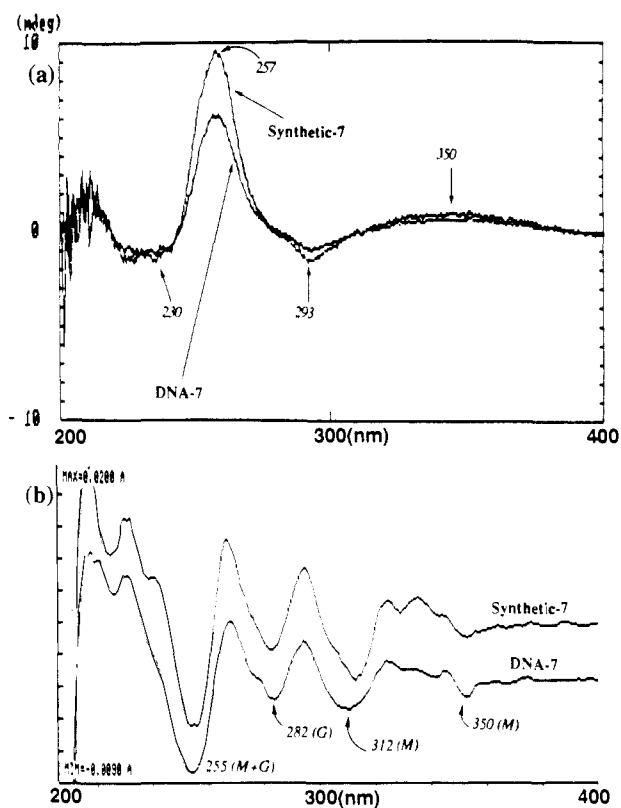 (mdeg)
10
(a)
257
Synthetic-7
350
0
230
293
DNA-7
- 10
200
300(nm)
400
MAX=0.0200 A
(b)
Synthetic-7
DNA-7
282 (G)
312 (M)
350 (M)
255 (M+G)
MIN=-0.0090 A
200
300(nm)
400